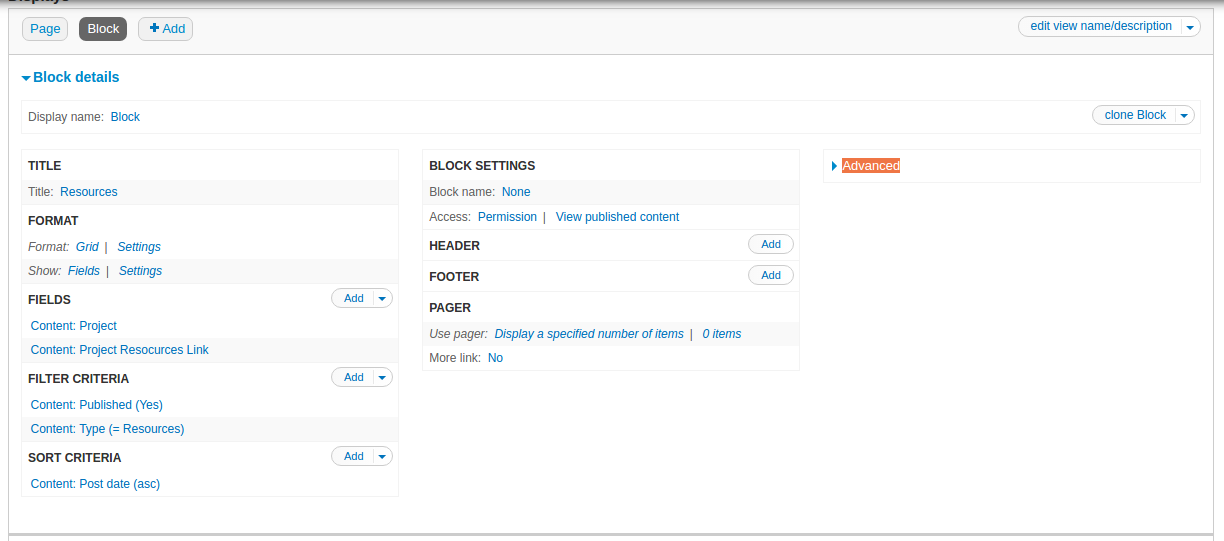 Displays
Page
Block
Add
edit view name/description
Block details
Display name: Block
clone Block
TITLE
Title: Resources
FORMAT
Format: Grid | Settings
Show: Fields | Settings
FIELDS
Add
Content: Project
Content: Project Resocurces Link
FILTER CRITERIA
Add
Content: Published (Yes)
Content: Type (= Resources)
SORT CRITERIA
Add
Content: Post date (asc)
BLOCK SETTINGS
Block name: None
Access: Permission | View published content
HEADER
Add
FOOTER
Add
PAGER
Use pager: Display a specified number of items | 0 items
More link: No
Advanced